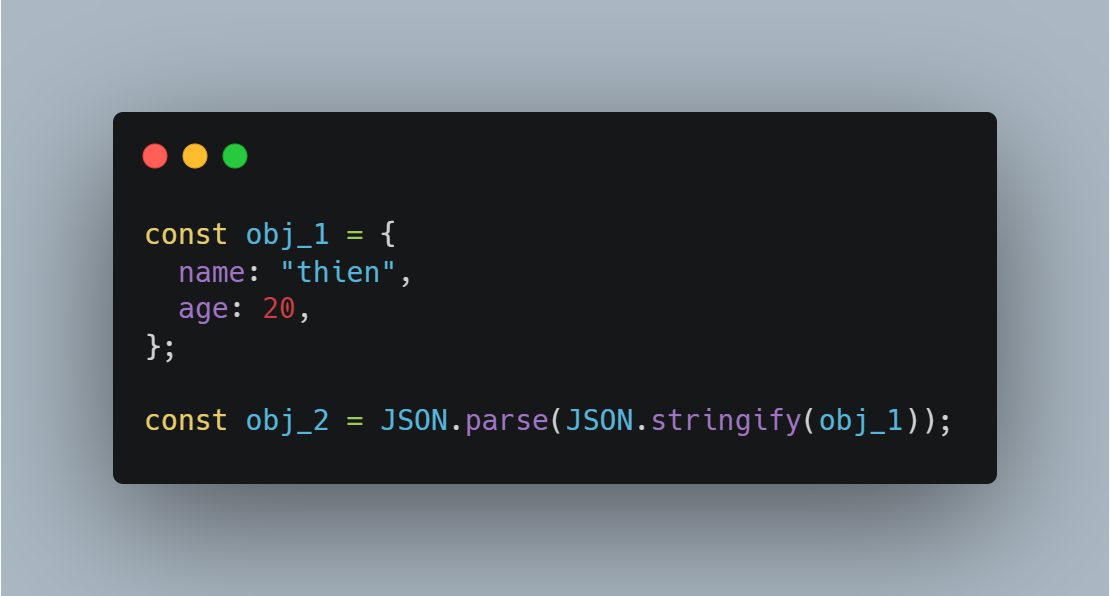 const obj_1 = {
  name: "thien",
  age: 20,
};
const obj_2 = JSON.parse(JSON.stringify(obj_1));